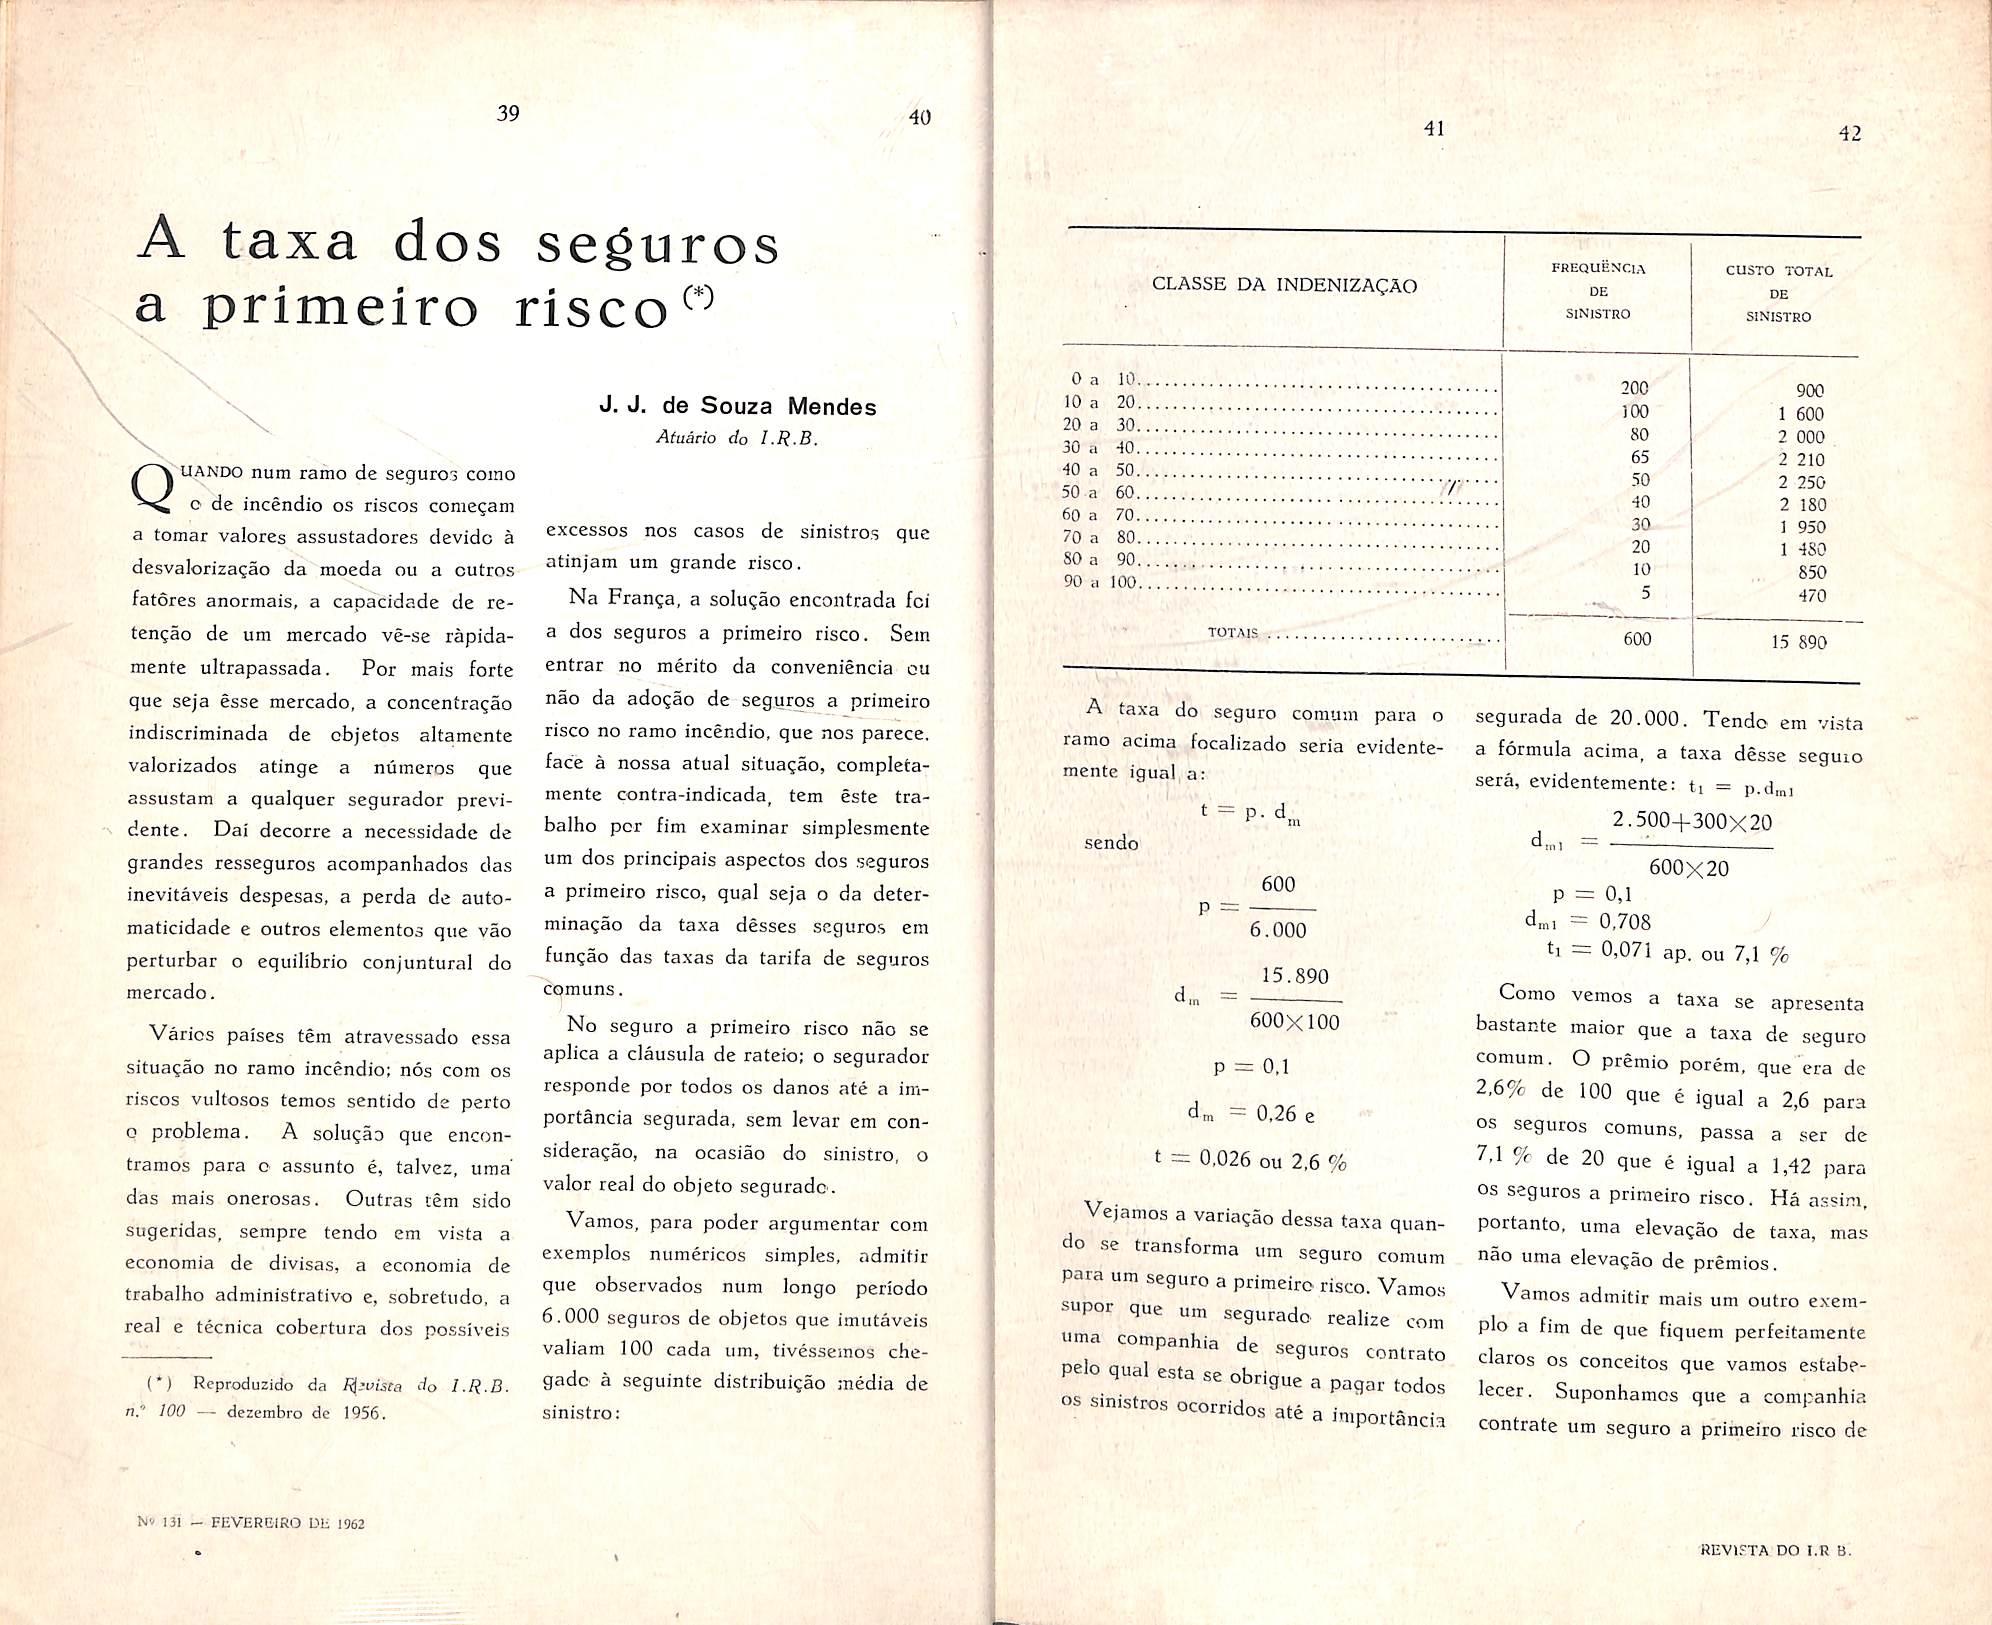 39
40
A taxa dos seguros
a primeiro risco (*)
J. J. de Souza Mendes
Atuário do I.R.B.
QUANDO num ramo de seguros como
o de incêndio os riscos começam
a tomar valores assustadores devido à
desvalorização da moeda ou a outros
fatôres anormais, a capacidade de re-
tenção de um mercado vê-se ràpida-
mente ultrapassada. Por mais forte
que seja êsse mercado, a concentração
indiscriminada de objetos altamente
valorizados atinge a números que
assustam a qualquer segurador previ-
dente. Daí decorre a necessidade de
grandes resseguros acompanhados das
inevitáveis despesas, a perda de auto-
maticidade e outros elementos que vão
perturbar o equilíbrio conjuntural do
mercado.
Vários países têm atravessado essa
situação no ramo incêndio; nós com os
riscos vultosos temos sentido de perto
o problema. A solução que encon-
tramos para o assunto é, talvez, uma
das mais onerosas. Outras têm sido
sugeridas, sempre tendo em vista a
economia de divisas, a economia de
trabalho administrativo e, sobretudo, a
real e técnica cobertura dos possíveis
(*) Reproduzido da Revista do I.R.B.
n.º 100 — dezembro de 1956.
excessos nos casos de sinistros que
atinjam um grande risco.
Na França, a solução encontrada foi
a dos seguros a primeiro risco. Sem
entrar no mérito da conveniência ou
não da adoção de seguros a primeiro
risco no ramo incêndio, que nos parece,
face à nossa atual situação, completa-
mente contra-indicada, tem êste tra-
balho por fim examinar simplesmente
um dos principais aspectos dos seguros
a primeiro risco, qual seja o da deter-
minação da taxa dêsses seguros em
função das taxas da tarifa de seguros
comuns.
No seguro a primeiro risco não se
aplica a cláusula de rateio; o segurador
responde por todos os danos até a im-
portância segurada, sem levar em con-
sideração, na ocasião do sinistro, o
valor real do objeto segurado.
Vamos, para poder argumentar com
exemplos numéricos simples, admitir
que observados num longo período
6.000 seguros de objetos que imutáveis
valiam 100 cada um, tivéssemos che-
gado à seguinte distribuição média de
sinistro:
Nº 131 — FEVEREIRO DE 1962
41
42
CLASSE DA INDENIZAÇÃO | FREQUÊNCIA DE SINISTRO | CUSTO TOTAL DE SINISTRO
0 a 10 ........ 200 900
10 a 20 ........ 100 1 600
20 a 30 ........ 80 2 000
30 a 40 ........ 65 2 210
40 a 50 ........ 50 2 250
50 a 60 ........ 40 2 180
60 a 70 ........ 30 1 950
70 a 80 ........ 20 1 480
80 a 90 ........ 10 850
90 a 100 ........ 5 470
TOTAIS ........ 600 15 890
A taxa do seguro comum para o
ramo acima focalizado seria evidente-
mente igual a:
t = p. dm
sendo
p = 600 / 6.000
dm = 15.890 / 600×100
p = 0,1
dm = 0,26 e
t = 0,026 ou 2,6 %
Vejamos a variação dessa taxa quan-
do se transforma um seguro comum
para um seguro a primeiro risco. Vamos
supor que um segurado realize com
uma companhia de seguros contrato
pelo qual esta se obrigue a pagar todos
os sinistros ocorridos até a importância
segurada de 20.000. Tendo em vista
a fórmula acima, a taxa dêsse seguro
será, evidentemente: t1 = p.dm1
dm1 = 2.500+300×20 / 600×20
p = 0,1
dm1 = 0,708
t1 = 0,071 ap. ou 7,1 %
Como vemos a taxa se apresenta
bastante maior que a taxa de seguro
comum. O prêmio porém, que era de
2,6% de 100 que é igual a 2,6 para
os seguros comuns, passa a ser de
7,1 % de 20 que é igual a 1,42 para
os seguros a primeiro risco. Há assim,
portanto, uma elevação de taxa, mas
não uma elevação de prêmios.
Vamos admitir mais um outro exem-
plo a fim de que fiquem perfeitamente
claros os conceitos que vamos estabe-
lecer. Suponhamos que a companhia
contrate um seguro a primeiro risco de
REVISTA DO I.R B.